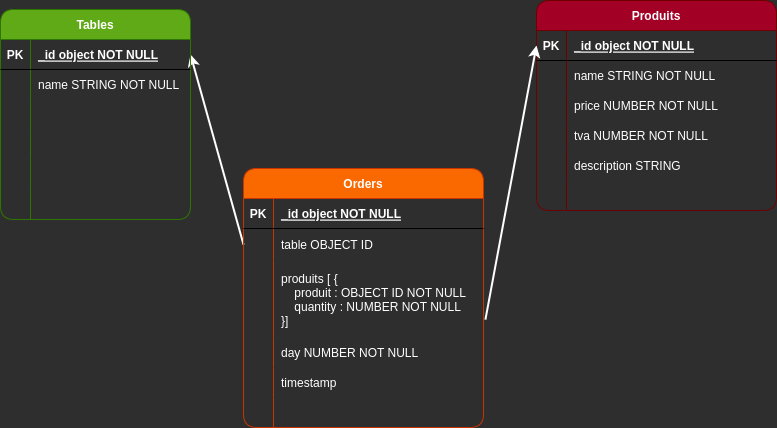 Tables
PK _id object NOT NULL
name STRING NOT NULL
Produits
PK _id object NOT NULL
name STRING NOT NULL
price NUMBER NOT NULL
tva NUMBER NOT NULL
description STRING
Orders
PK _id object NOT NULL
table OBJECT ID
produits [ {
produit : OBJECT ID NOT NULL
quantity : NUMBER NOT NULL
}]
day NUMBER NOT NULL
timestamp